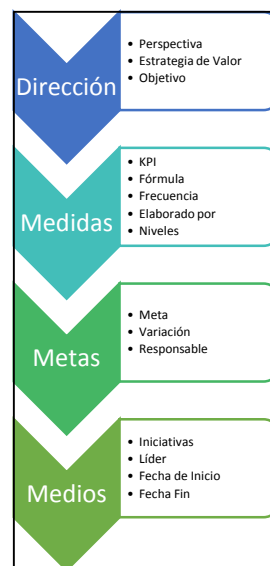 Dirección
• Perspectiva
• Estrategia de Valor
• Objetivo
Medidas
• KPI
• Fórmula
• Frecuencia
• Elaborado por
• Niveles
Metas
• Meta
• Variación
• Responsable
Medios
• Iniciativas
• Líder
• Fecha de Inicio
• Fecha Fin